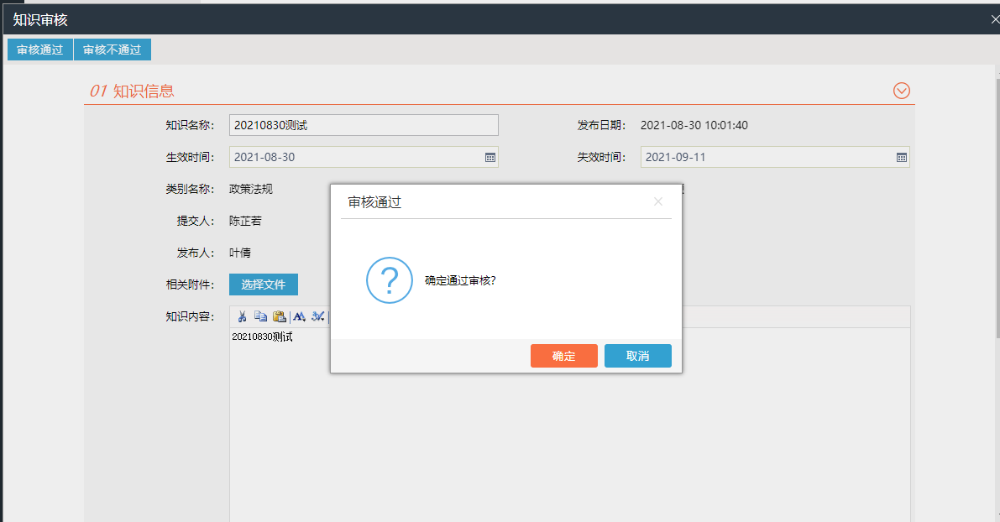 知识审核
审核通过 审核不通过
01 知识信息
知识名称： 20210830测试 发布日期： 2021-08-30 10:01:40
生效时间： 2021-08-30 失效时间： 2021-09-11
类别名称： 政策法规
提交人： 陈芷若
发布人： 叶倩
相关附件： 选择文件
知识内容：
20210830测试
审核通过
?
确定通过审核?
确定 取消